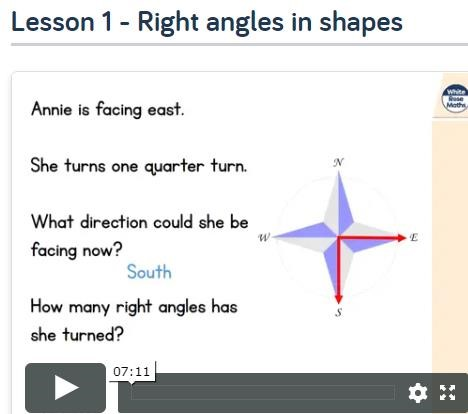 Lesson 1 - Right angles in shapes
White
Rose
Maths
Annie is facing east.
She turns one quarter turn.
N
What direction could she be
W
E
facing now?
South
How many right angles has
S
she turned?
07:11